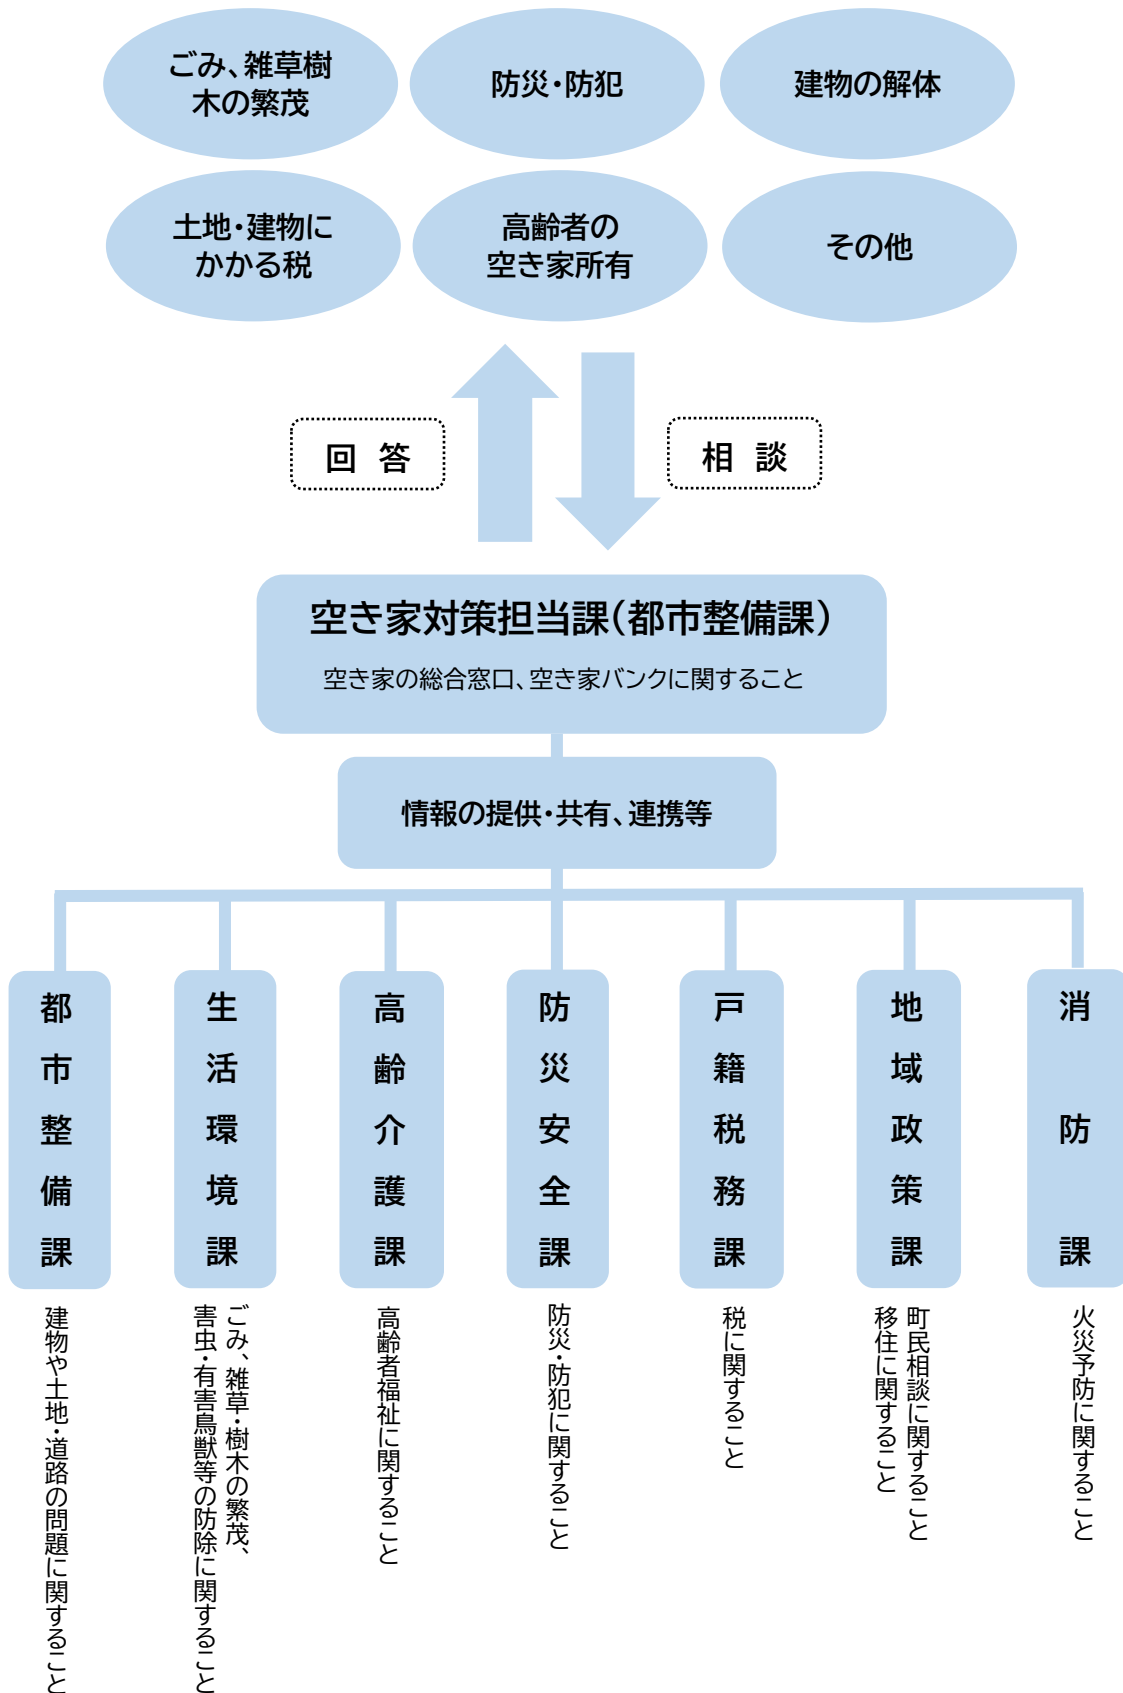 ごみ、雑草樹
木の繁茂
防災・防犯
建物の解体
土地・建物に
かかる税
高齢者の
空き家所有
その他
回答
相談
空き家対策担当課(都市整備課)
空き家の総合窓口、空き家バンクに関すること
情報の提供・共有、連携等
都市整備課
建物や土地・道路の問題に関すること
生活環境課
ごみ、雑草・樹木の繁茂、
害虫・有害鳥獣等の防除に関すること
高齢介護課
高齢者福祉に関すること
防災安全課
防災・防犯に関すること
戸籍税務課
税に関すること
地域政策課
町民相談に関すること
移住に関すること
消防課
火災予防に関すること